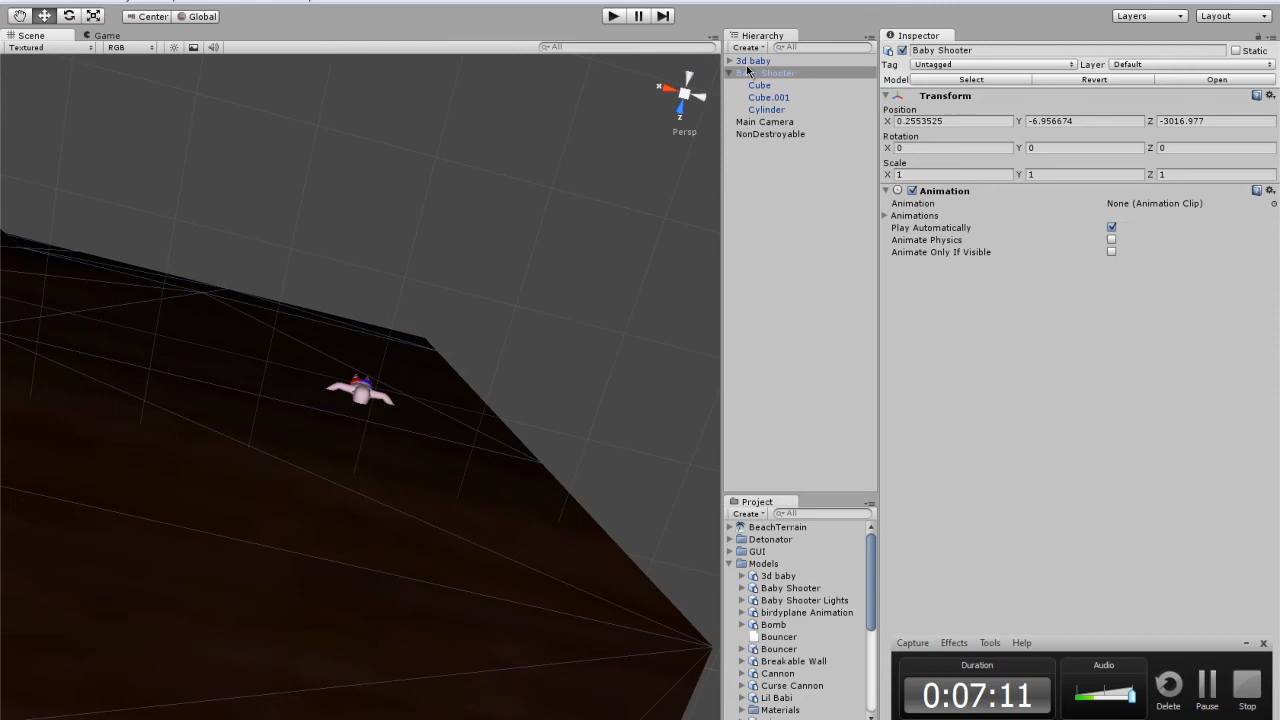 Center Global Layers Layout
Scene Game Hierarchy Inspector
Textured RGB All Create All Baby Shooter Static
3d baby Tag Untagged Layer Default
Baby Shooter Model Select Revert Open
Cube
Cube.001 Transform
Cylinder Position
Main Camera X 0.2553525 Y -6.956674 Z -3016.977
NonDestroyable Rotation
X 0 Y 0 Z 0
Scale
X 1 Y 1 Z 1
Animation
Animation None (Animation Clip)
Animations
Play Automatically
Animate Physics
Animate Only If Visible
x z
Persp
Project
Create All
BeachTerrain
Detonator
GUI
Models
3d baby
Baby Shooter
Baby Shooter Lights
birdyplane Animation
Bomb
Bouncer
Bouncer
Breakable Wall
Cannon
Curse Cannon
Lil Babi
Materials
Capture Effects Tools Help
Duration Audio
0:07:11
Delete Pause Stop